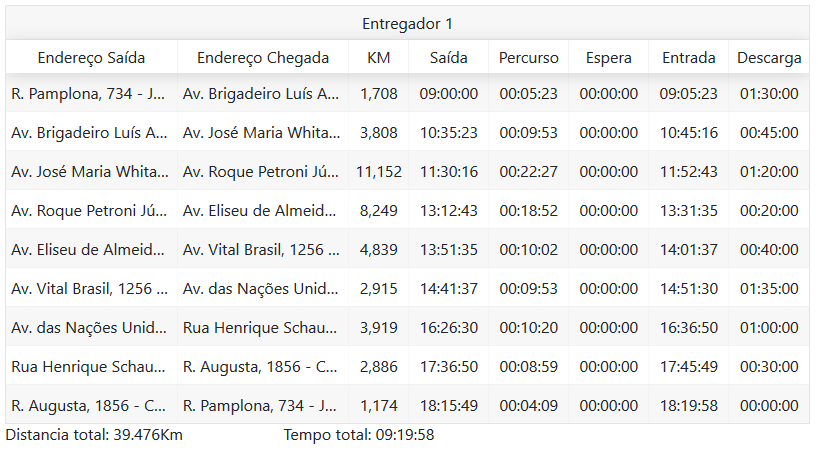 Entregador 1
Endereço Saída Endereço Chegada KM Saída Percurso Espera Entrada Descarga
R. Pamplona, 734 - J... Av. Brigadeiro Luís A... 1,708 09:00:00 00:05:23 00:00:00 09:05:23 01:30:00
Av. Brigadeiro Luís A... Av. José Maria Whita... 3,808 10:35:23 00:09:53 00:00:00 10:45:16 00:45:00
Av. José Maria Whita... Av. Roque Petroni Jú... 11,152 11:30:16 00:22:27 00:00:00 11:52:43 01:20:00
Av. Roque Petroni Jú... Av. Eliseu de Almeid... 8,249 13:12:43 00:18:52 00:00:00 13:31:35 00:20:00
Av. Eliseu de Almeid... Av. Vital Brasil, 1256 ... 4,839 13:51:35 00:10:02 00:00:00 14:01:37 00:40:00
Av. Vital Brasil, 1256 ... Av. das Nações Unid... 2,915 14:41:37 00:09:53 00:00:00 14:51:30 01:35:00
Av. das Nações Unid... Rua Henrique Schau... 3,919 16:26:30 00:10:20 00:00:00 16:36:50 01:00:00
Rua Henrique Schau... R. Augusta, 1856 - C... 2,886 17:36:50 00:08:59 00:00:00 17:45:49 00:30:00
R. Augusta, 1856 - C... R. Pamplona, 734 - J... 1,174 18:15:49 00:04:09 00:00:00 18:19:58 00:00:00
Distancia total: 39.476Km Tempo total: 09:19:58